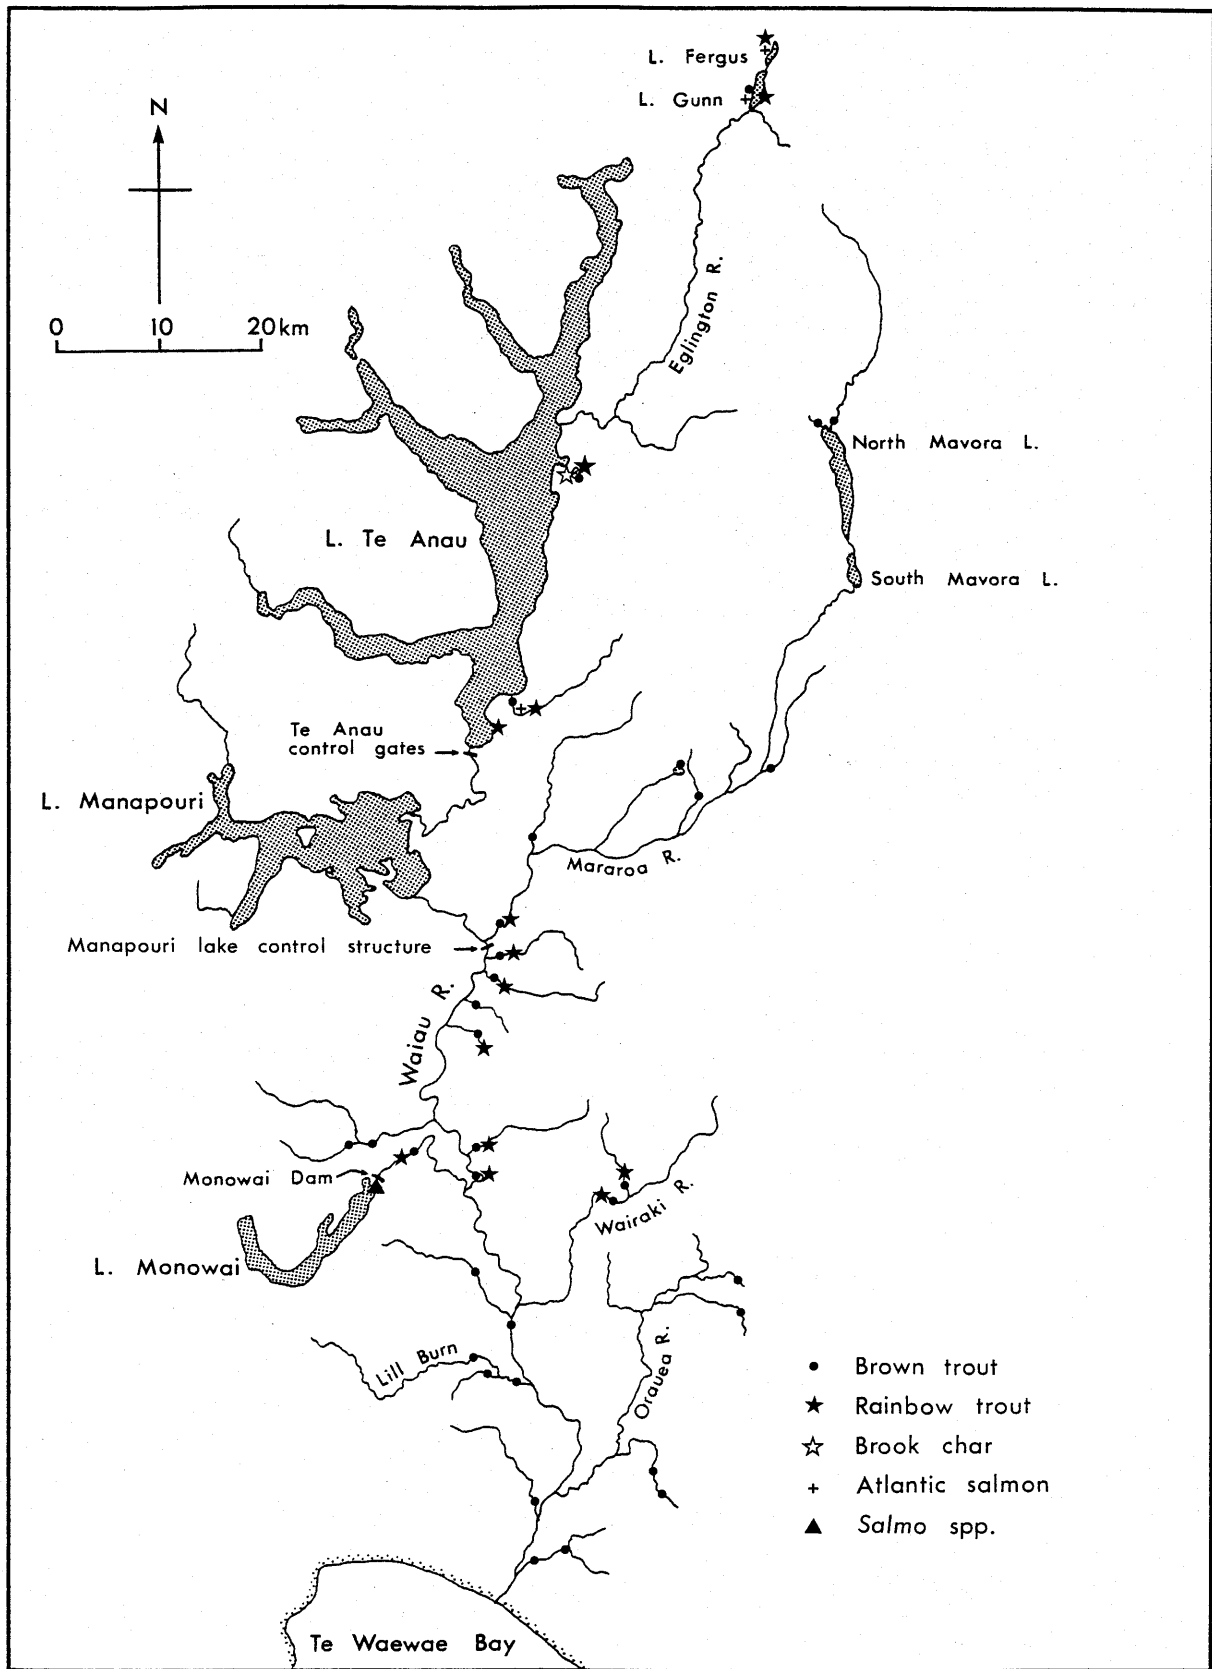 L. Fergus
L. Gunn
N
0 10 20 km
Eglington R.
North Mavora L.
L. Te Anau
South Mavora L.
Te Anau
control gates
L. Manapouri
Mararoa R.
Manapouri lake control structure
Waiau R.
Monowai Dam
Wairaki R.
L. Monowai
Lill Burn
Orauea R.
Brown trout
Rainbow trout
Brook char
Atlantic salmon
Salmo spp.
Te Waewae Bay